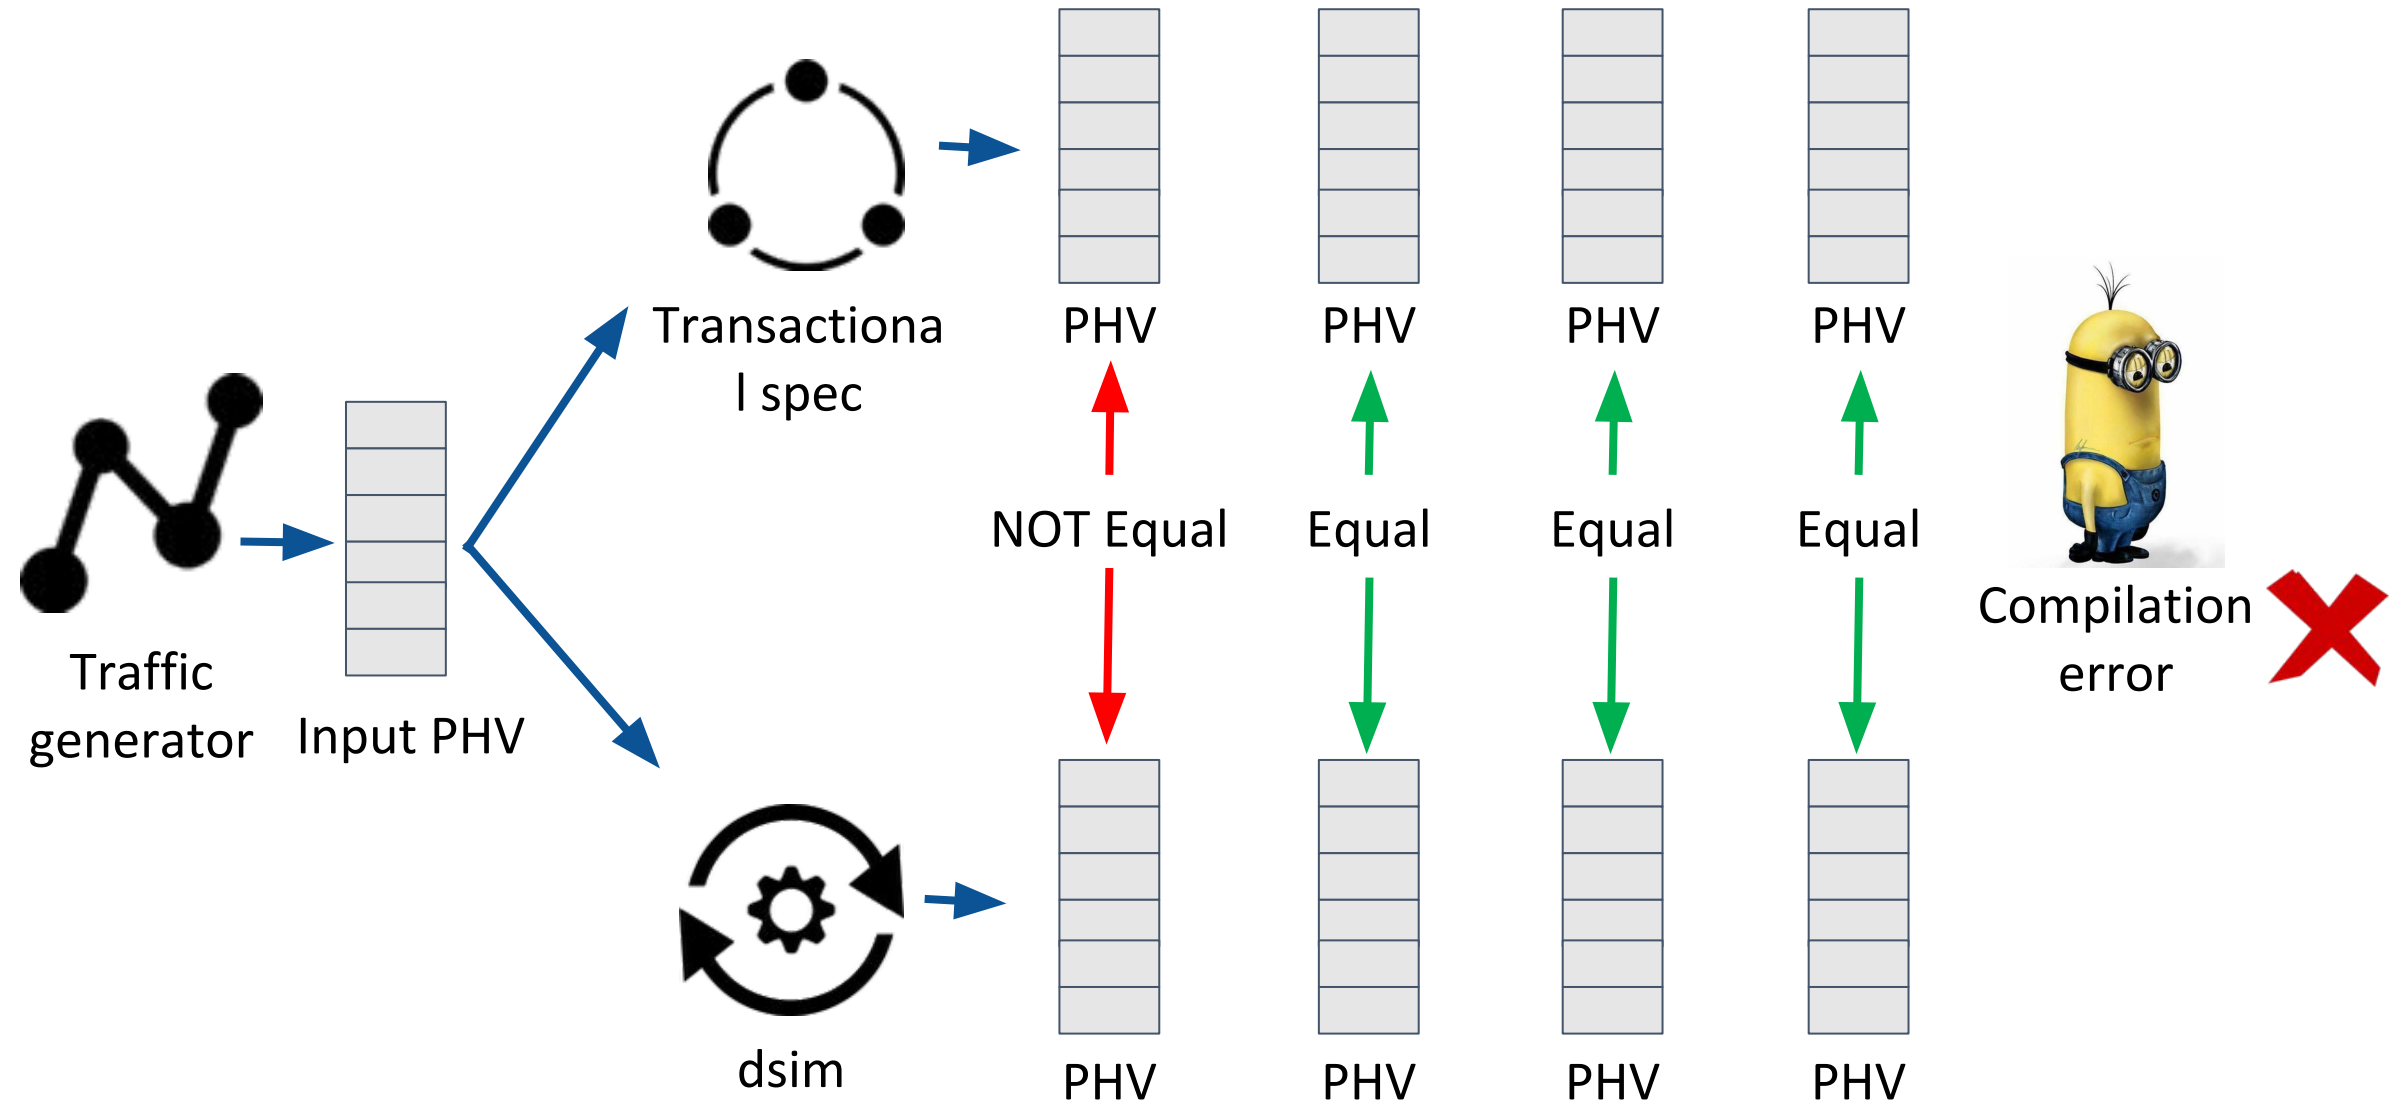 Transactiona
l spec
PHV
PHV
PHV
PHV
NOT Equal
Equal
Equal
Equal
Traffic
generator
Input PHV
Compilation
error
dsim
PHV
PHV
PHV
PHV